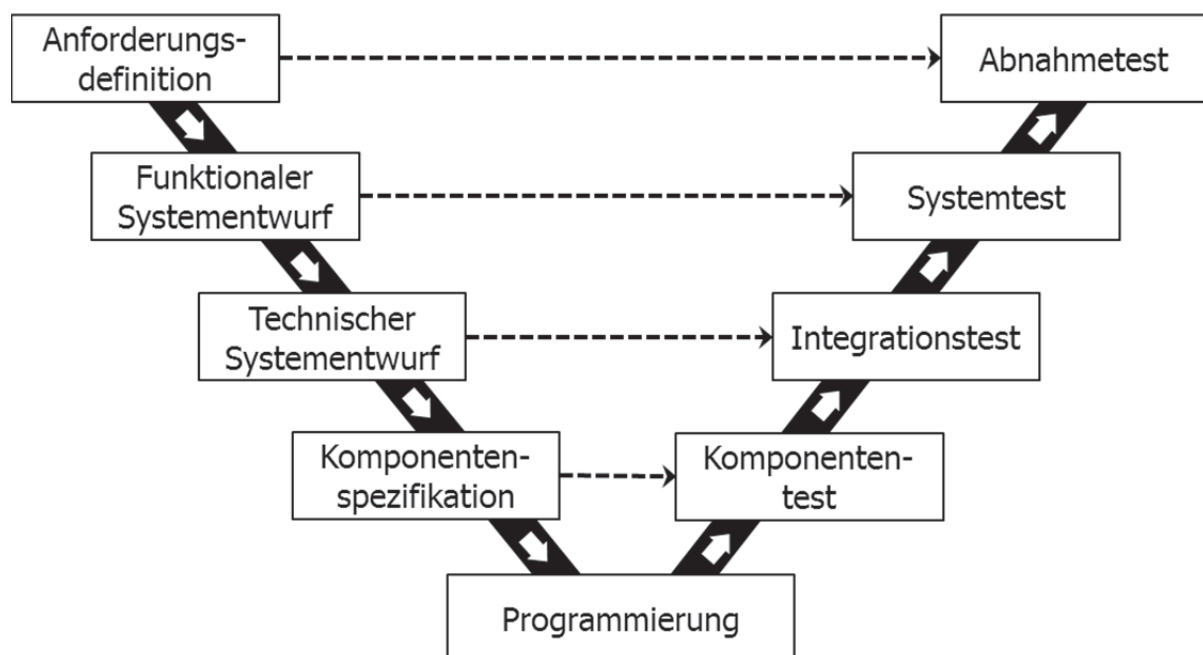 Anforderungs-
definition
Abnahmetest
Funktionaler
Systementwurf
Systemtest
Technischer
Systementwurf
Integrationstest
Komponenten-
spezifikation
Komponenten-
test
Programmierung